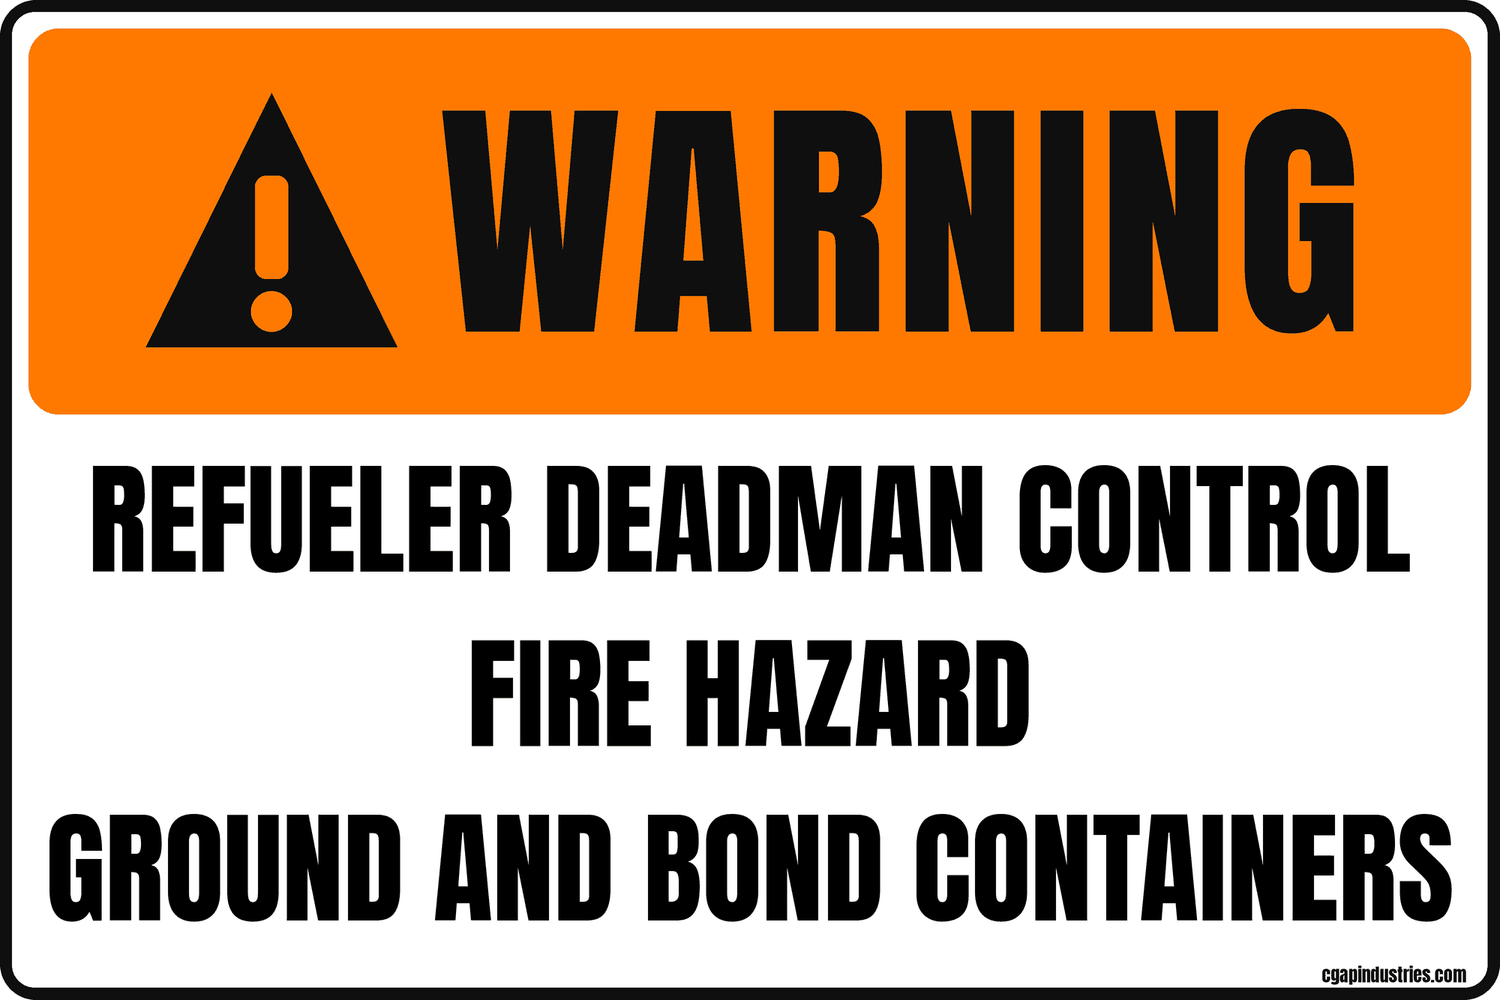 WARNING
REFUELER DEADMAN CONTROL
FIRE HAZARD
GROUND AND BOND CONTAINERS
cgapindustries.com